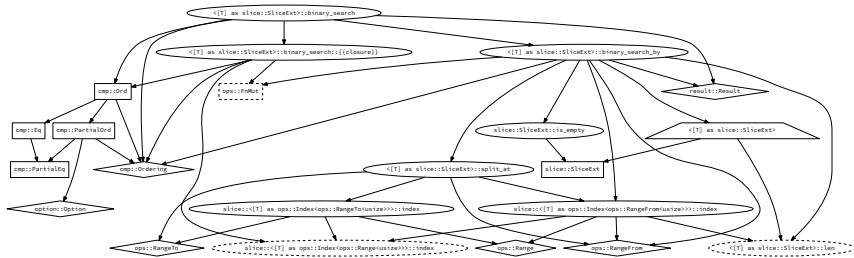 <[T] as slice::SliceExt>::binary_search
<[T] as slice::SliceExt>::binary_search::{{closure}}
<[T] as slice::SliceExt>::binary_search_by
cmp::Ord
ops::FnMut
result::Result
cmp::Eq
cmp::PartialOrd
slice::SliceExt::is_empty
<[T] as slice::SliceExt>
cmp::PartialEq
cmp::Ordering
<[T] as slice::SliceExt>::split_at
slice::SliceExt
option::Option
slice::<[T] as ops::Index<ops::RangeTo<usize>>>::index
slice::<[T] as ops::Index<ops::RangeFrom<usize>>>::index
ops::RangeTo
slice::<[T] as ops::Index<ops::Range<usize>>>::index
ops::Range
ops::RangeFrom
<[T] as slice::SliceExt>::len